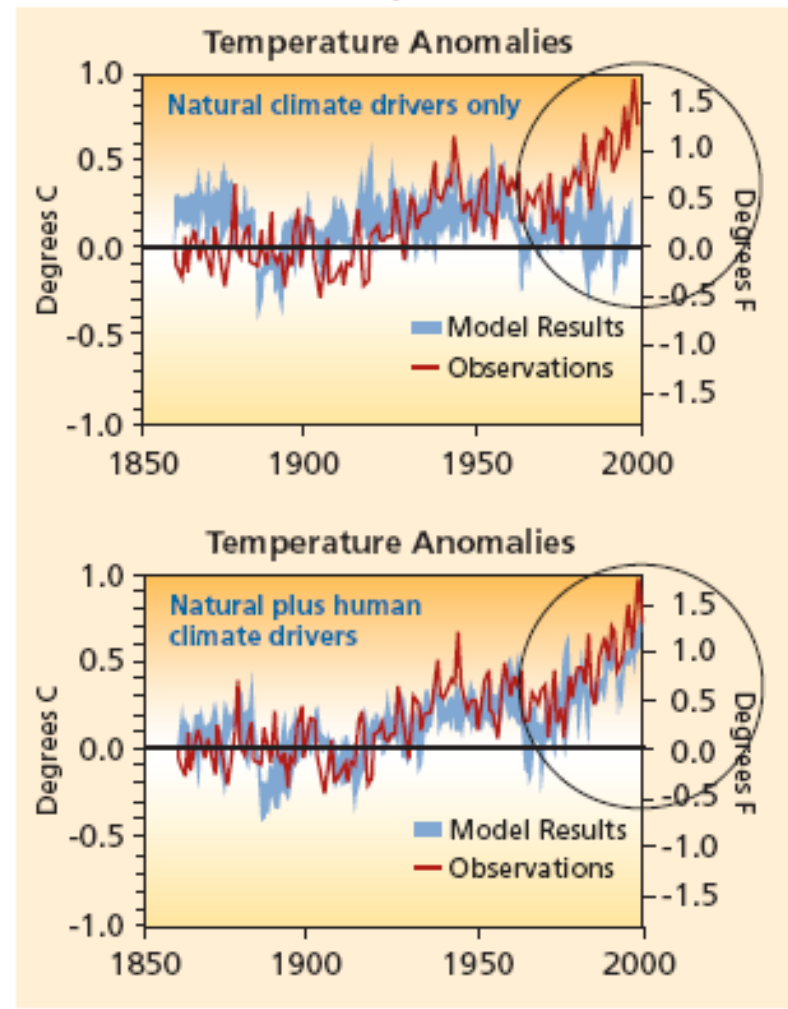 Temperature Anomalies
Natural climate drivers only
1.0
0.5
0.0
-0.5
-1.0
Degrees C
1.5
1.0
0.5
0.0
-0.5
-1.0
-1.5
Degrees F
Model Results
Observations
1850
1900
1950
2000
Temperature Anomalies
Natural plus human
climate drivers
1.0
0.5
0.0
-0.5
-1.0
Degrees C
1.5
1.0
0.5
0.0
-0.5
-1.0
-1.5
Degrees F
Model Results
Observations
1850
1900
1950
2000